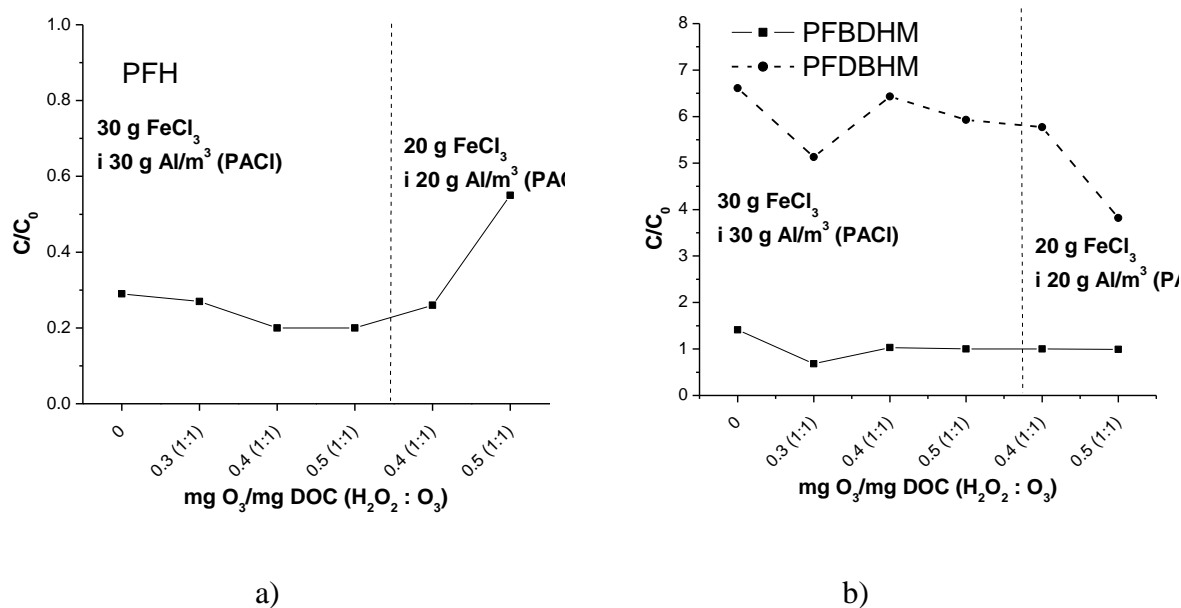 1.0
0.8
0.6
0.4
0.2
0.0
C/C₀
PFH
30 g FeCl₃
i 30 g Al/m³ (PACl)
20 g FeCl₃
i 20 g Al/m³ (PAC
0
0.3 (1:1)
0.4 (1:1)
0.5 (1:1)
0.4 (1:1)
0.5 (1:1)
mg O₃/mg DOC (H₂O₂ : O₃)
a)
8
7
6
5
4
3
2
1
0
C/C₀
PFBDHM
PFDBHM
30 g FeCl₃
i 30 g Al/m³ (PACl)
20 g FeCl₃
i 20 g Al/m³ (PA
0
0.3 (1:1)
0.4 (1:1)
0.5 (1:1)
0.4 (1:1)
0.5 (1:1)
mg O₃/mg DOC (H₂O₂ : O₃)
b)